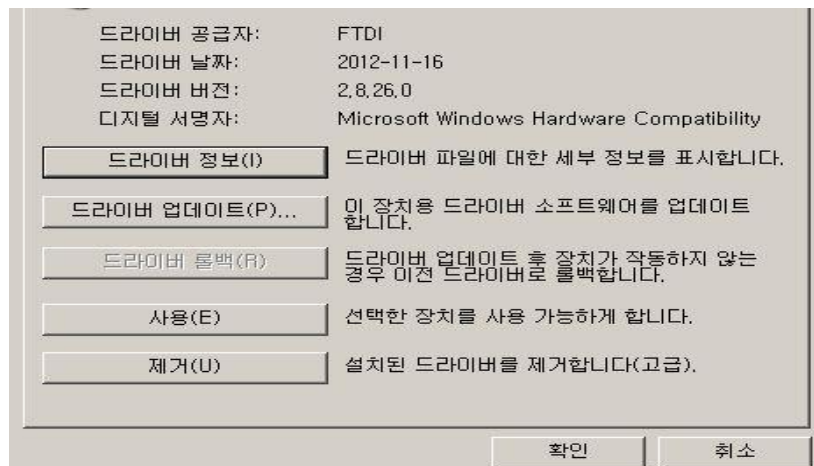 드라이버 공급자: FTDI
드라이버 날짜: 2012-11-16
드라이버 버전: 2,8,26,0
디지털 서명자: Microsoft Windows Hardware Compatibility
드라이버 정보(I) 드라이버 파일에 대한 세부 정보를 표시합니다.
드라이버 업데이트(P)... 이 장치용 드라이버 소프트웨어를 업데이트
합니다.
드라이버 롤백(R) 드라이버 업데이트 후 장치가 작동하지 않는
경우 이전 드라이버로 롤백합니다.
사용(E) 선택한 장치를 사용 가능하게 합니다.
제거(U) 설치된 드라이버를 제거합니다(고급).
확인 취소